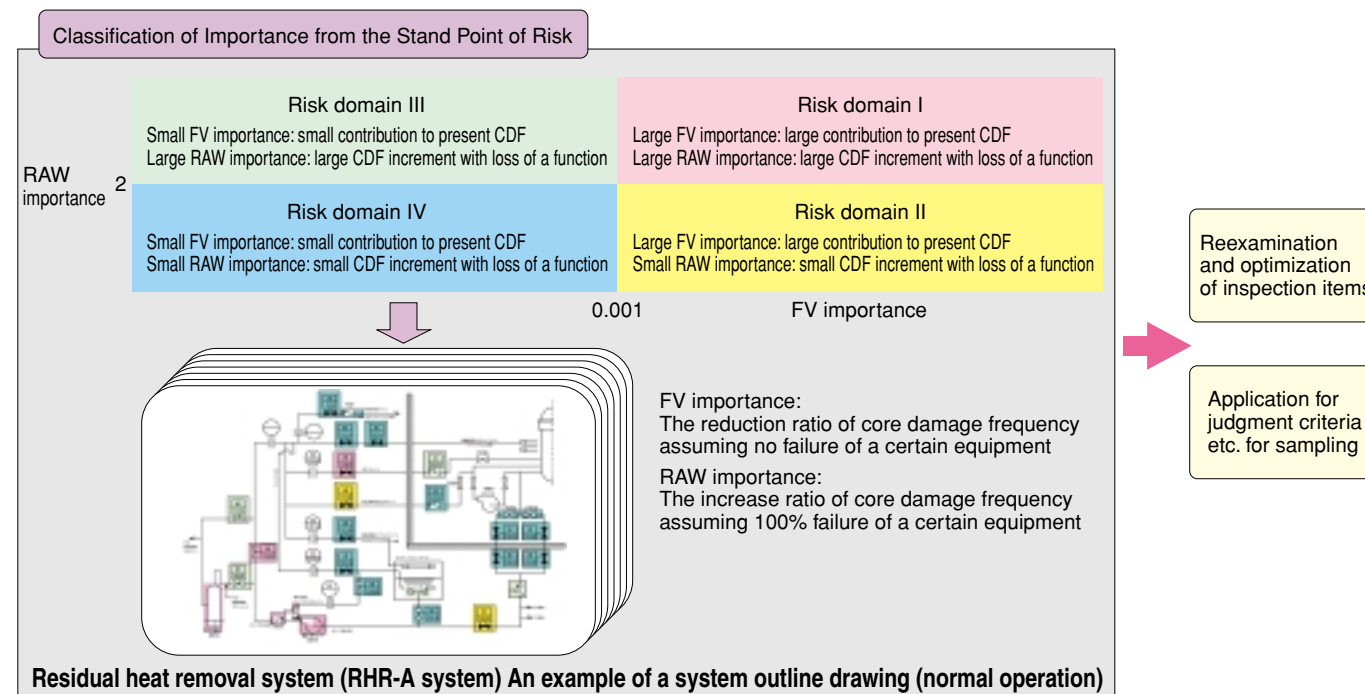 Classification of Importance from the Stand Point of Risk
Risk domain III
Small FV importance: small contribution to present CDF
Large RAW importance: large CDF increment with loss of a function
Risk domain I
Large FV importance: large contribution to present CDF
Large RAW importance: large CDF increment with loss of a function
RAW
importance
2
Risk domain IV
Small FV importance: small contribution to present CDF
Small RAW importance: small CDF increment with loss of a function
Risk domain II
Large FV importance: large contribution to present CDF
Small RAW importance: small CDF increment with loss of a function
0.001
FV importance
FV importance:
The reduction ratio of core damage frequency
assuming no failure of a certain equipment
RAW importance:
The increase ratio of core damage frequency
assuming 100% failure of a certain equipment
Residual heat removal system (RHR-A system) An example of a system outline drawing (normal operation)
Reexamination
and optimization
of inspection items
Application for
judgment criteria
etc. for sampling